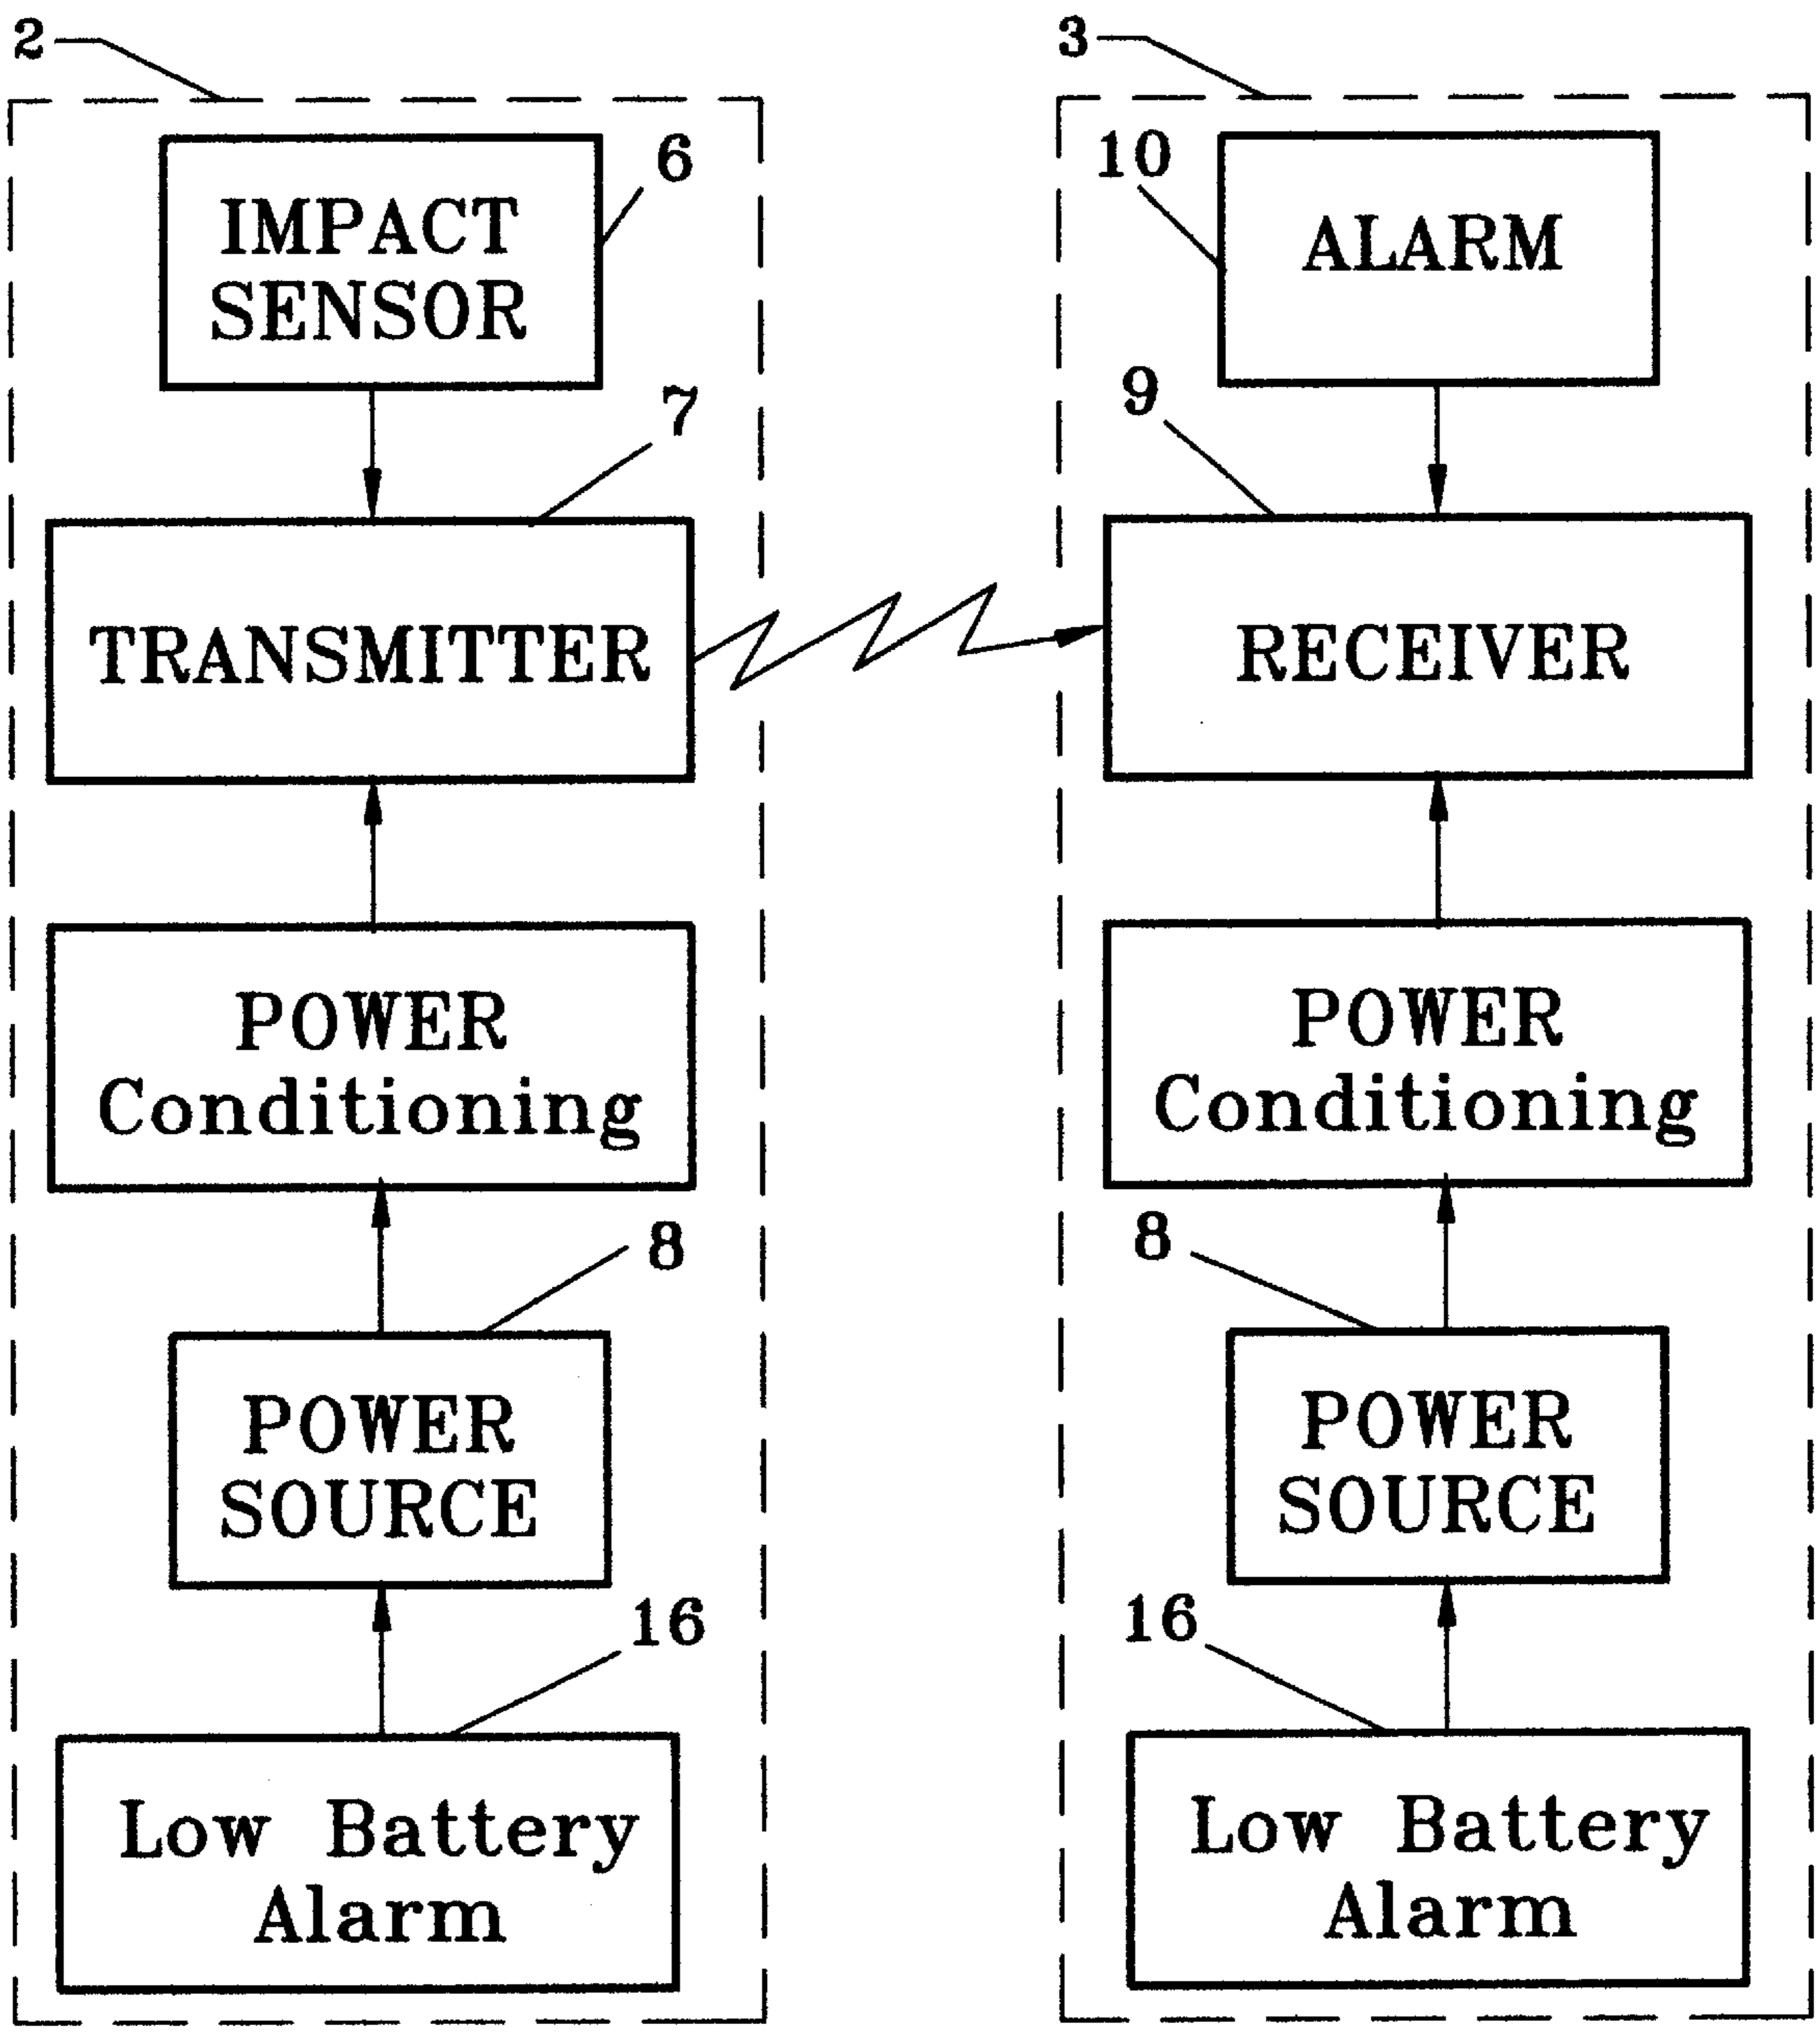 2
6
IMPACT
SENSOR
7
TRANSMITTER
POWER
Conditioning
8
POWER
SOURCE
16
Low Battery
Alarm
3
10
ALARM
9
RECEIVER
POWER
Conditioning
8
POWER
SOURCE
16
Low Battery
Alarm